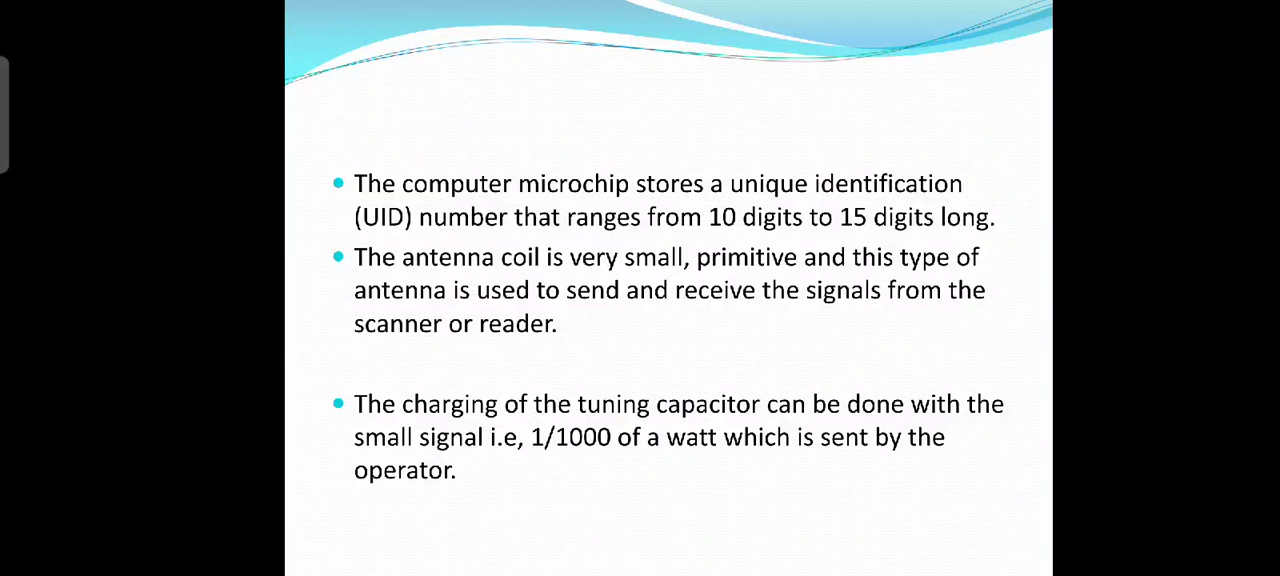 The computer microchip stores a unique identification
(UID) number that ranges from 10 digits to 15 digits long.
The antenna coil is very small, primitive and this type of
antenna is used to send and receive the signals from the
scanner or reader.
The charging of the tuning capacitor can be done with the
small signal i.e, 1/1000 of a watt which is sent by the
operator.